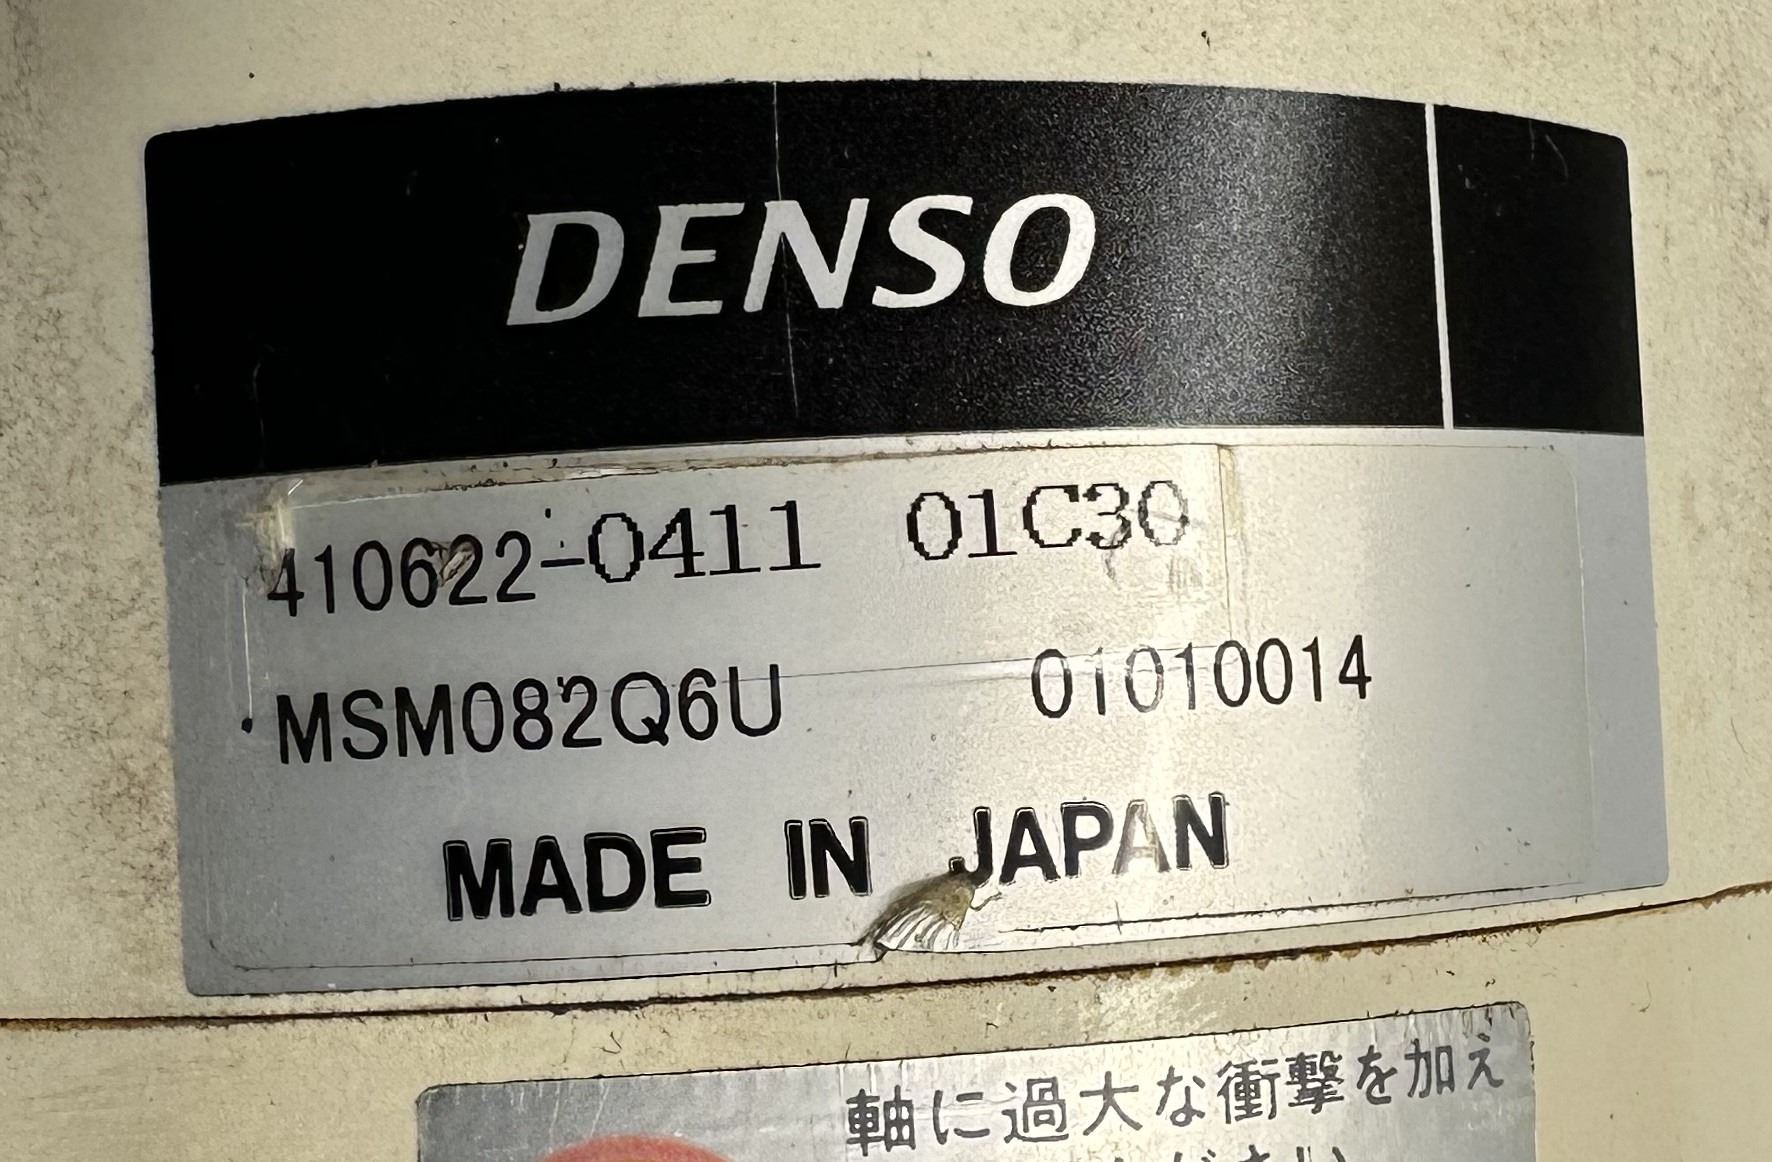 DENSO
410622-0411 01C30
MSM082Q6U 01010014
MADE IN JAPAN
軸に過大な衝撃を加え